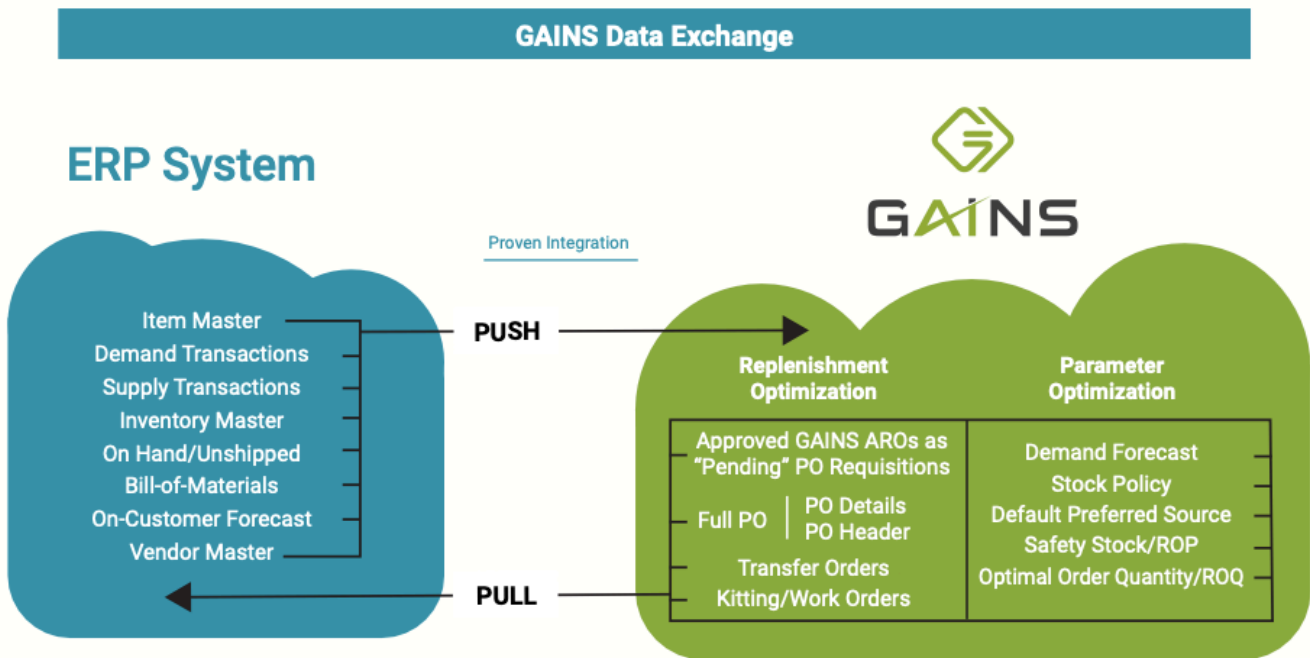 GAINS Data Exchange
ERP System
GAINS
Proven Integration
Item Master
Demand Transactions
Supply Transactions
Inventory Master
On Hand/Unshipped
Bill-of-Materials
On-Customer Forecast
Vendor Master
PUSH
PULL
Replenishment
Optimization
Approved GAINS AROs as
“Pending” PO Requisitions
Full PO
PO Details
PO Header
Transfer Orders
Kitting/Work Orders
Parameter
Optimization
Demand Forecast
Stock Policy
Default Preferred Source
Safety Stock/ROP
Optimal Order Quantity/ROQ